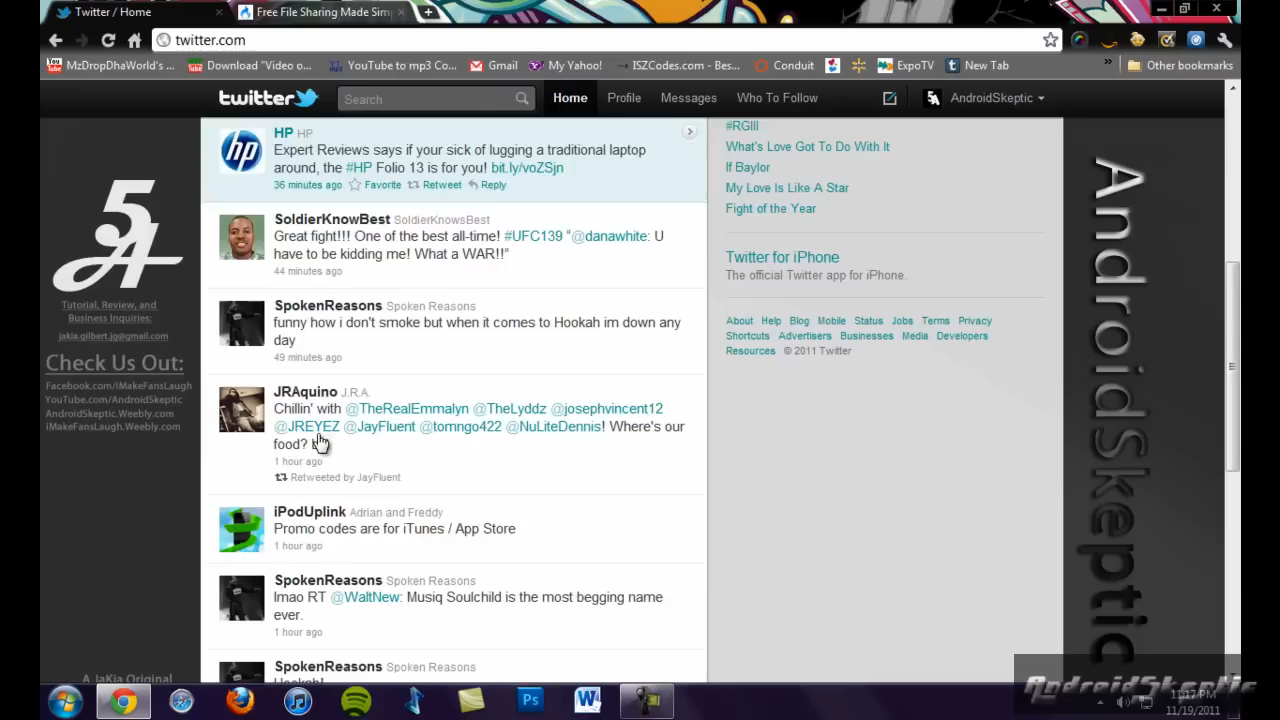 Twitter / Home
Free File Sharing Made Sim
twitter.com
MzDropDhaWorld's ...
Download "Video o...
YouTube to mp3 Co...
Gmail
My Yahoo!
ISZCodes.com - Bes...
Conduit
ExpoTV
New Tab
»
Other bookmarks
twitter
Search
Home
Profile
Messages
Who To Follow
AndroidSkeptic
HP HP
Expert Reviews says if your sick of lugging a traditional laptop
around, the #HP Folio 13 is for you! bit.ly/voZSjn
36 minutes ago Favorite Retweet Reply
SoldierKnowBest SoldierKnowsBest
Great fight!!! One of the best all-time! #UFC139 "@danawhite: U
have to be kidding me! What a WAR!!"
44 minutes ago
SpokenReasons Spoken Reasons
funny how i don't smoke but when it comes to Hookah im down any
day
49 minutes ago
JRAquino J.R.A.
Chillin' with @TheRealEmmalyn @TheLyddz @josephvincent12
@JREYEZ @JayFluent @tomngo422 @NuLiteDennis! Where's our
food?
1 hour ago
Retweeted by JayFluent
iPodUplink Adrian and Freddy
Promo codes are for iTunes / App Store
1 hour ago
SpokenReasons Spoken Reasons
lmao RT @WaltNew: Musiq Soulchild is the most begging name
ever.
1 hour ago
SpokenReasons Spoken Reasons
Hookah!
#RGIII
What's Love Got To Do With It
If Baylor
My Love Is Like A Star
Fight of the Year
Twitter for iPhone
The official Twitter app for iPhone.
About Help Blog Mobile Status Jobs Terms Privacy
Shortcuts Advertisers Businesses Media Developers
Resources © 2011 Twitter
Tutorial, Review, and
Business Inquiries:
jakia.gilbert.jg@gmail.com
Check Us Out:
Facebook.com/IMakeFansLaugh
YouTube.com/AndroidSkeptic
AndroidSkeptic.Weebly.com
iMakeFansLaugh.Weebly.com
A JaKia Original
AndroidSkeptic
AndroidSkeptic
11:17 PM
11/19/2011